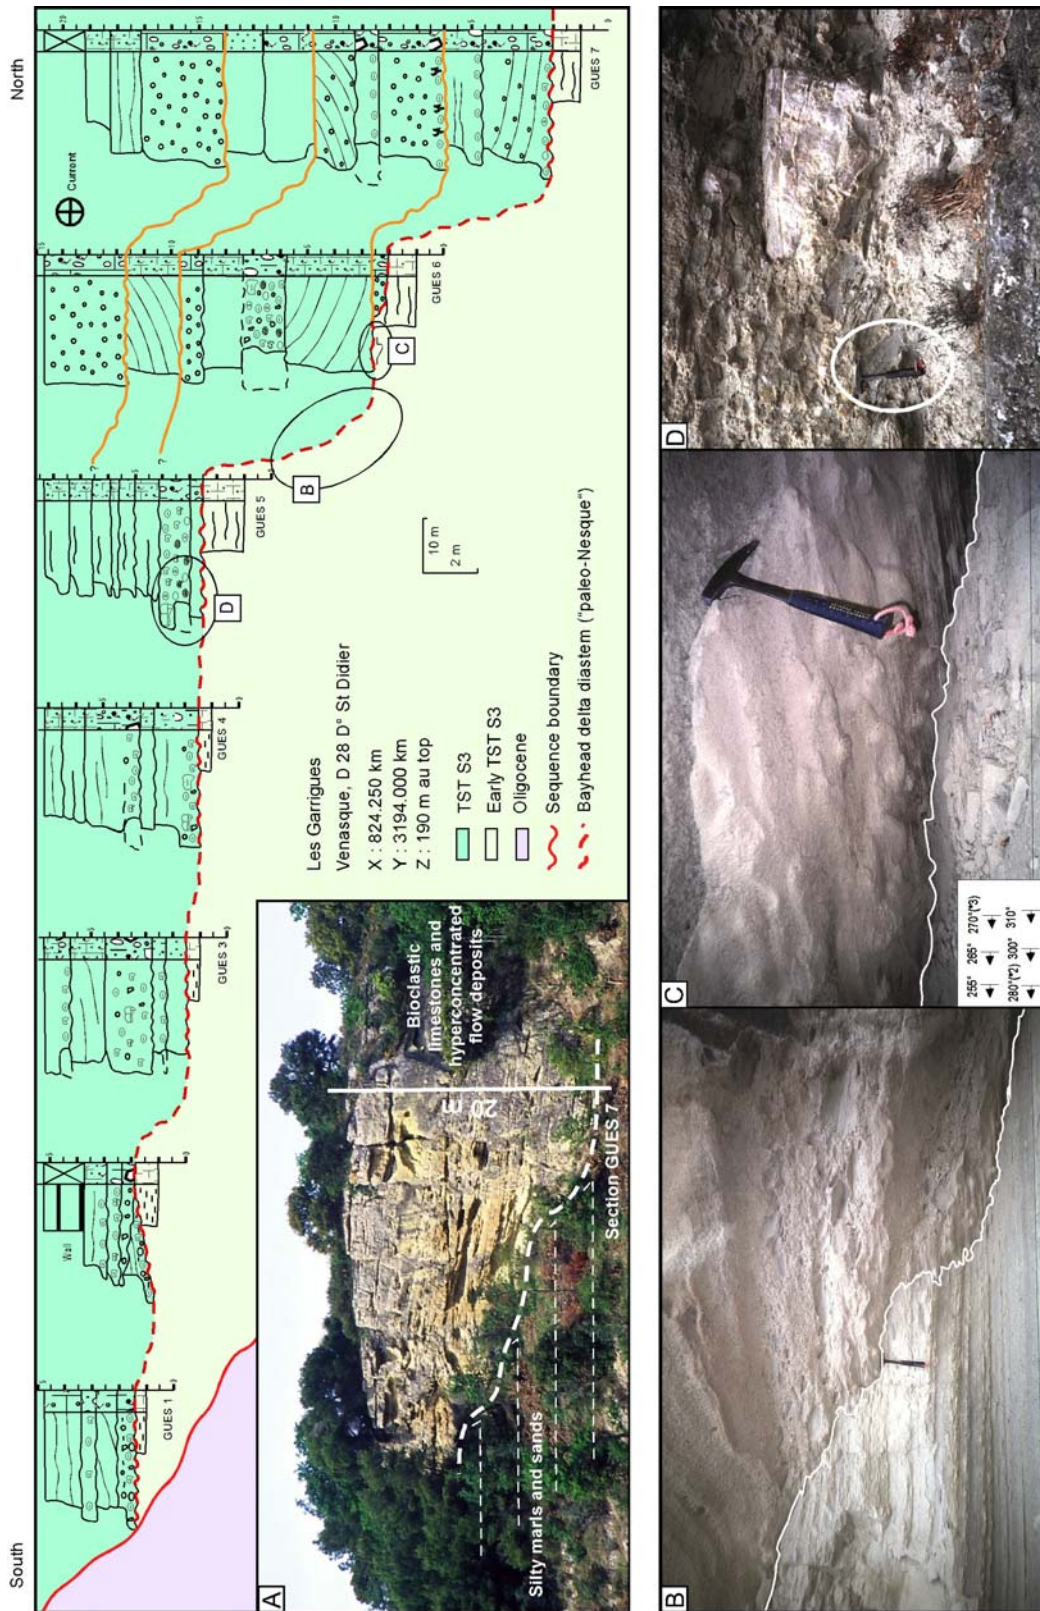 South
North
Current
Wall
GUES 1
GUES 3
GUES 4
GUES 5
GUES 6
GUES 7
B
C
D
10 m
2 m
Les Garrigues
Venasque, D 28 D° St Didier
X : 824.250 km
Y : 3194.000 km
Z : 190 m au top
TST S3
Early TST S3
Oligocene
Sequence boundary
Bayhead delta diastem ("paleo-Nesque")
A
Bioclastic
limestones and
hyperconcentrated
flow deposits
20 m
Silty marls and sands
Section GUES 7
B
C
255° 265° 270°(*3)
280°(*2) 300° 310°
D